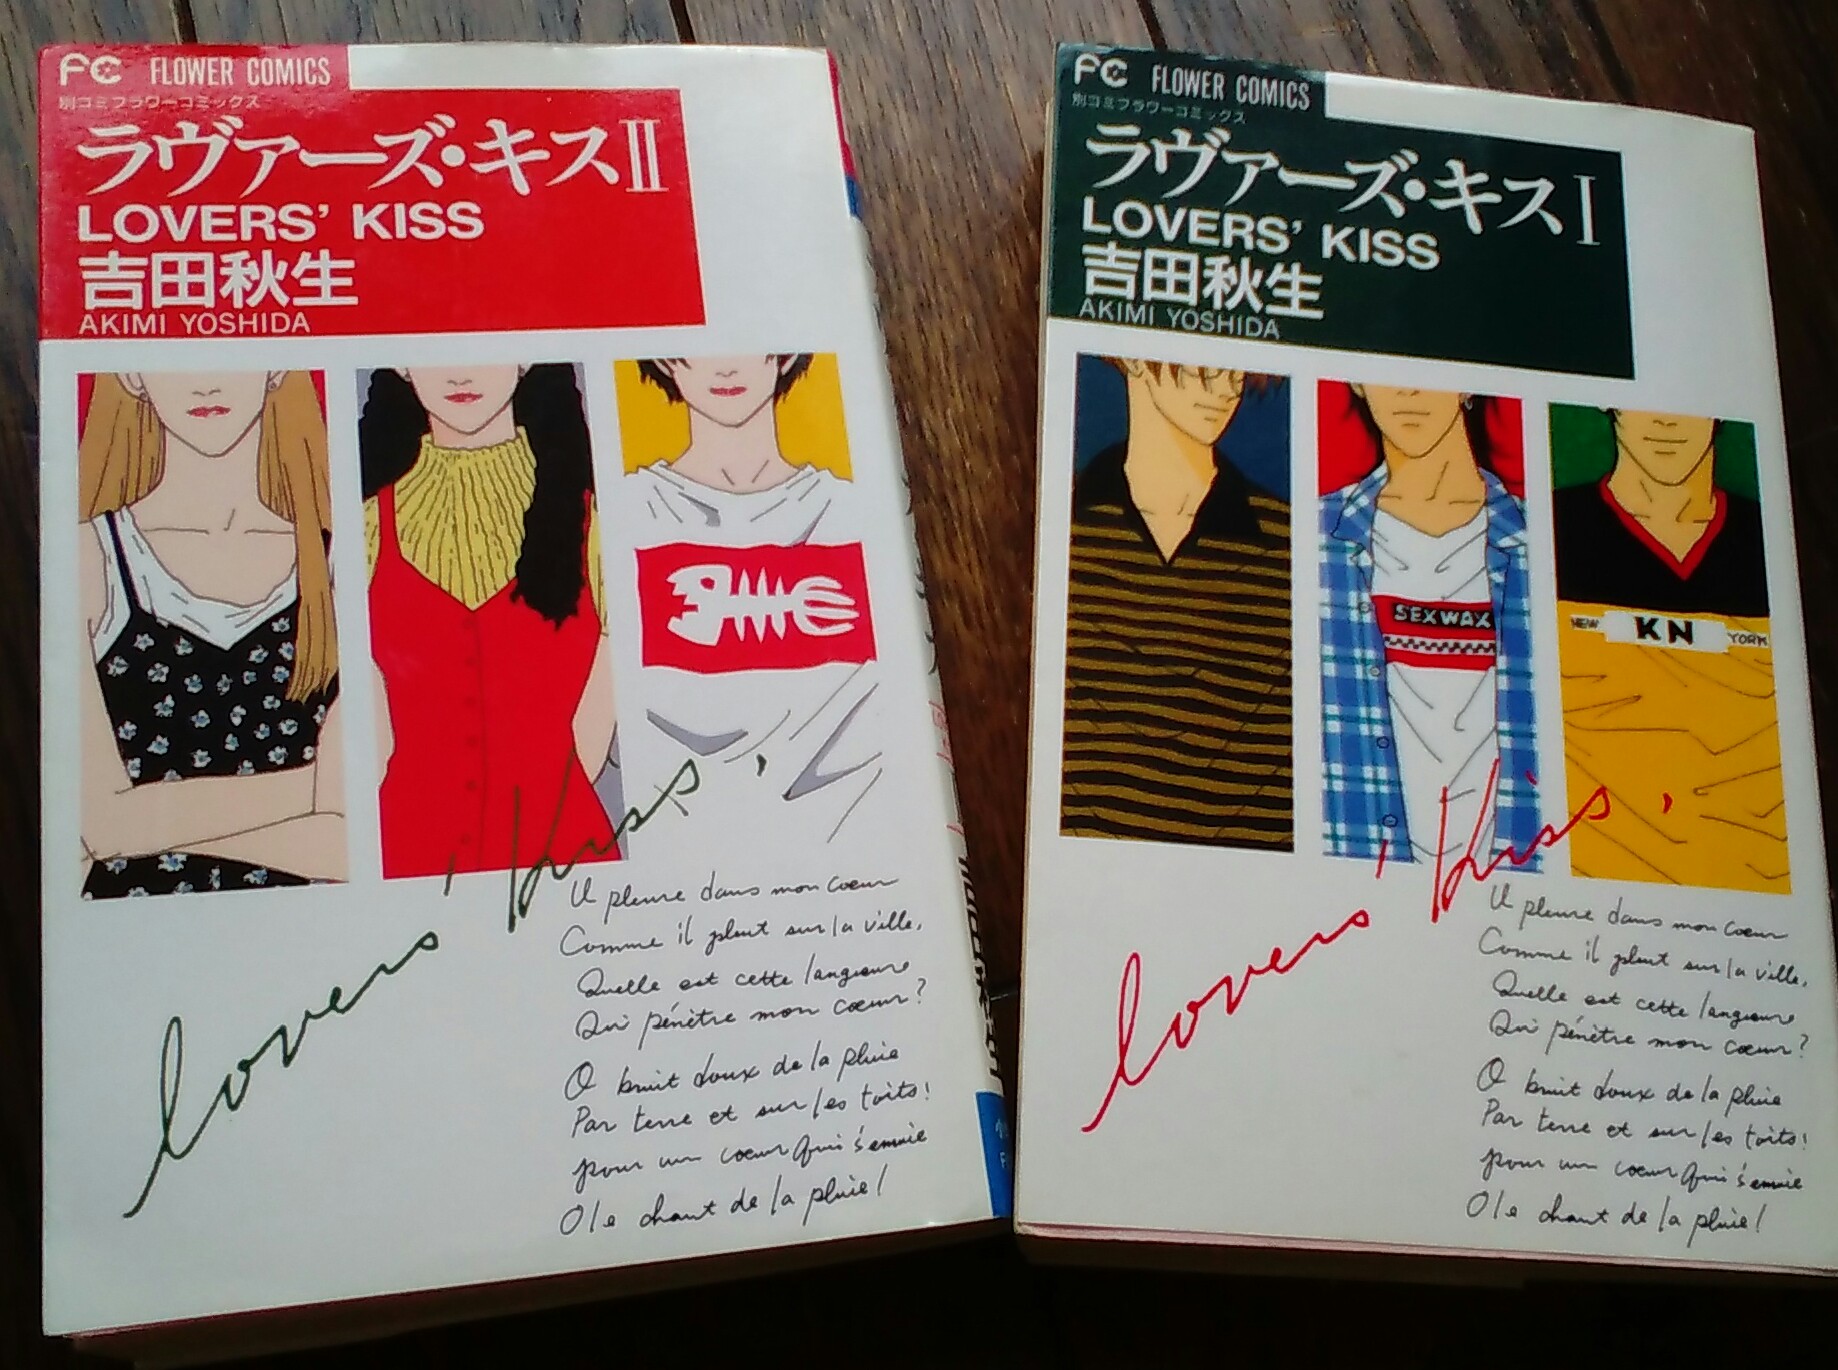 FC FLOWER COMICS
別コミフラワーコミックス
ラヴァーズ・キスII
LOVERS' KISS
吉田秋生
AKIMI YOSHIDA
lovers' Kiss,
Il pleure dans mon coeur
Comme il pleut sur la ville,
Quelle est cette langueure
Qui pénètre mon cœur?
O bruit doux de la pluie
Par terre et sur les toits!
pour un coeur qui s'ennuie
O le chant de la pluie!
FC FLOWER COMICS
別コミフラワーコミックス
ラヴァーズ・キスI
LOVERS' KISS
吉田秋生
AKIMI YOSHIDA
SEXWAX
NEW KN YORK
lovers' Kiss,
Il pleure dans mon coeur
Comme il pleut sur la ville,
Quelle est cette langueure
Qui pénètre mon cœur?
O bruit doux de la pluie
Par terre et sur les toits!
pour un coeur qui s'ennuie
O le chant de la pluie!